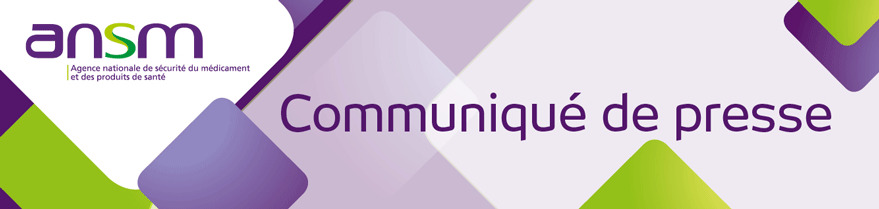 ansm
Agence nationale de sécurité du médicament
et des produits de santé
Communiqué de presse